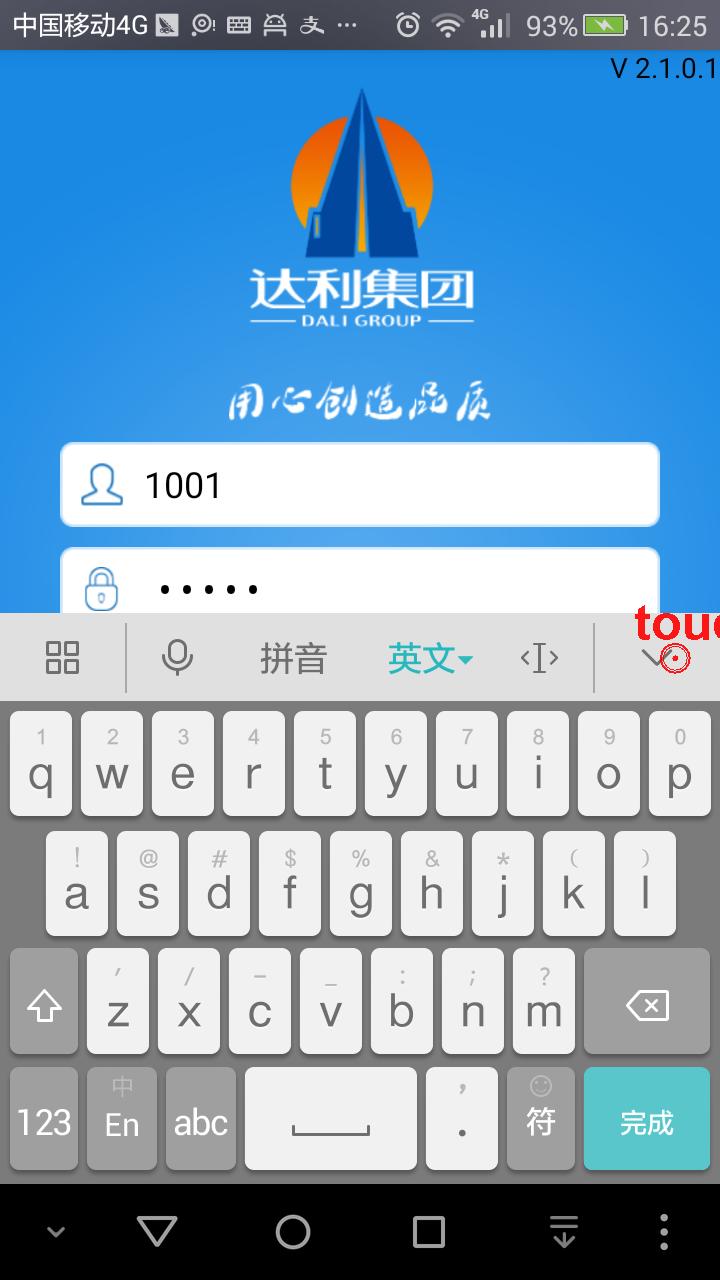 中国移动4G 4G 93% 16:25
V 2.1.0.1
达利集团
DALI GROUP
用心创造品质
1001
•••••
touc
拼音 英文
1 2 3 4 5 6 7 8 9 0
q w e r t y u i o p
! @ # $ % & * ( )
a s d f g h j k l
′ / – _ : ; ?
z x c v b n m
中 ,
123 En abc . 符 完成